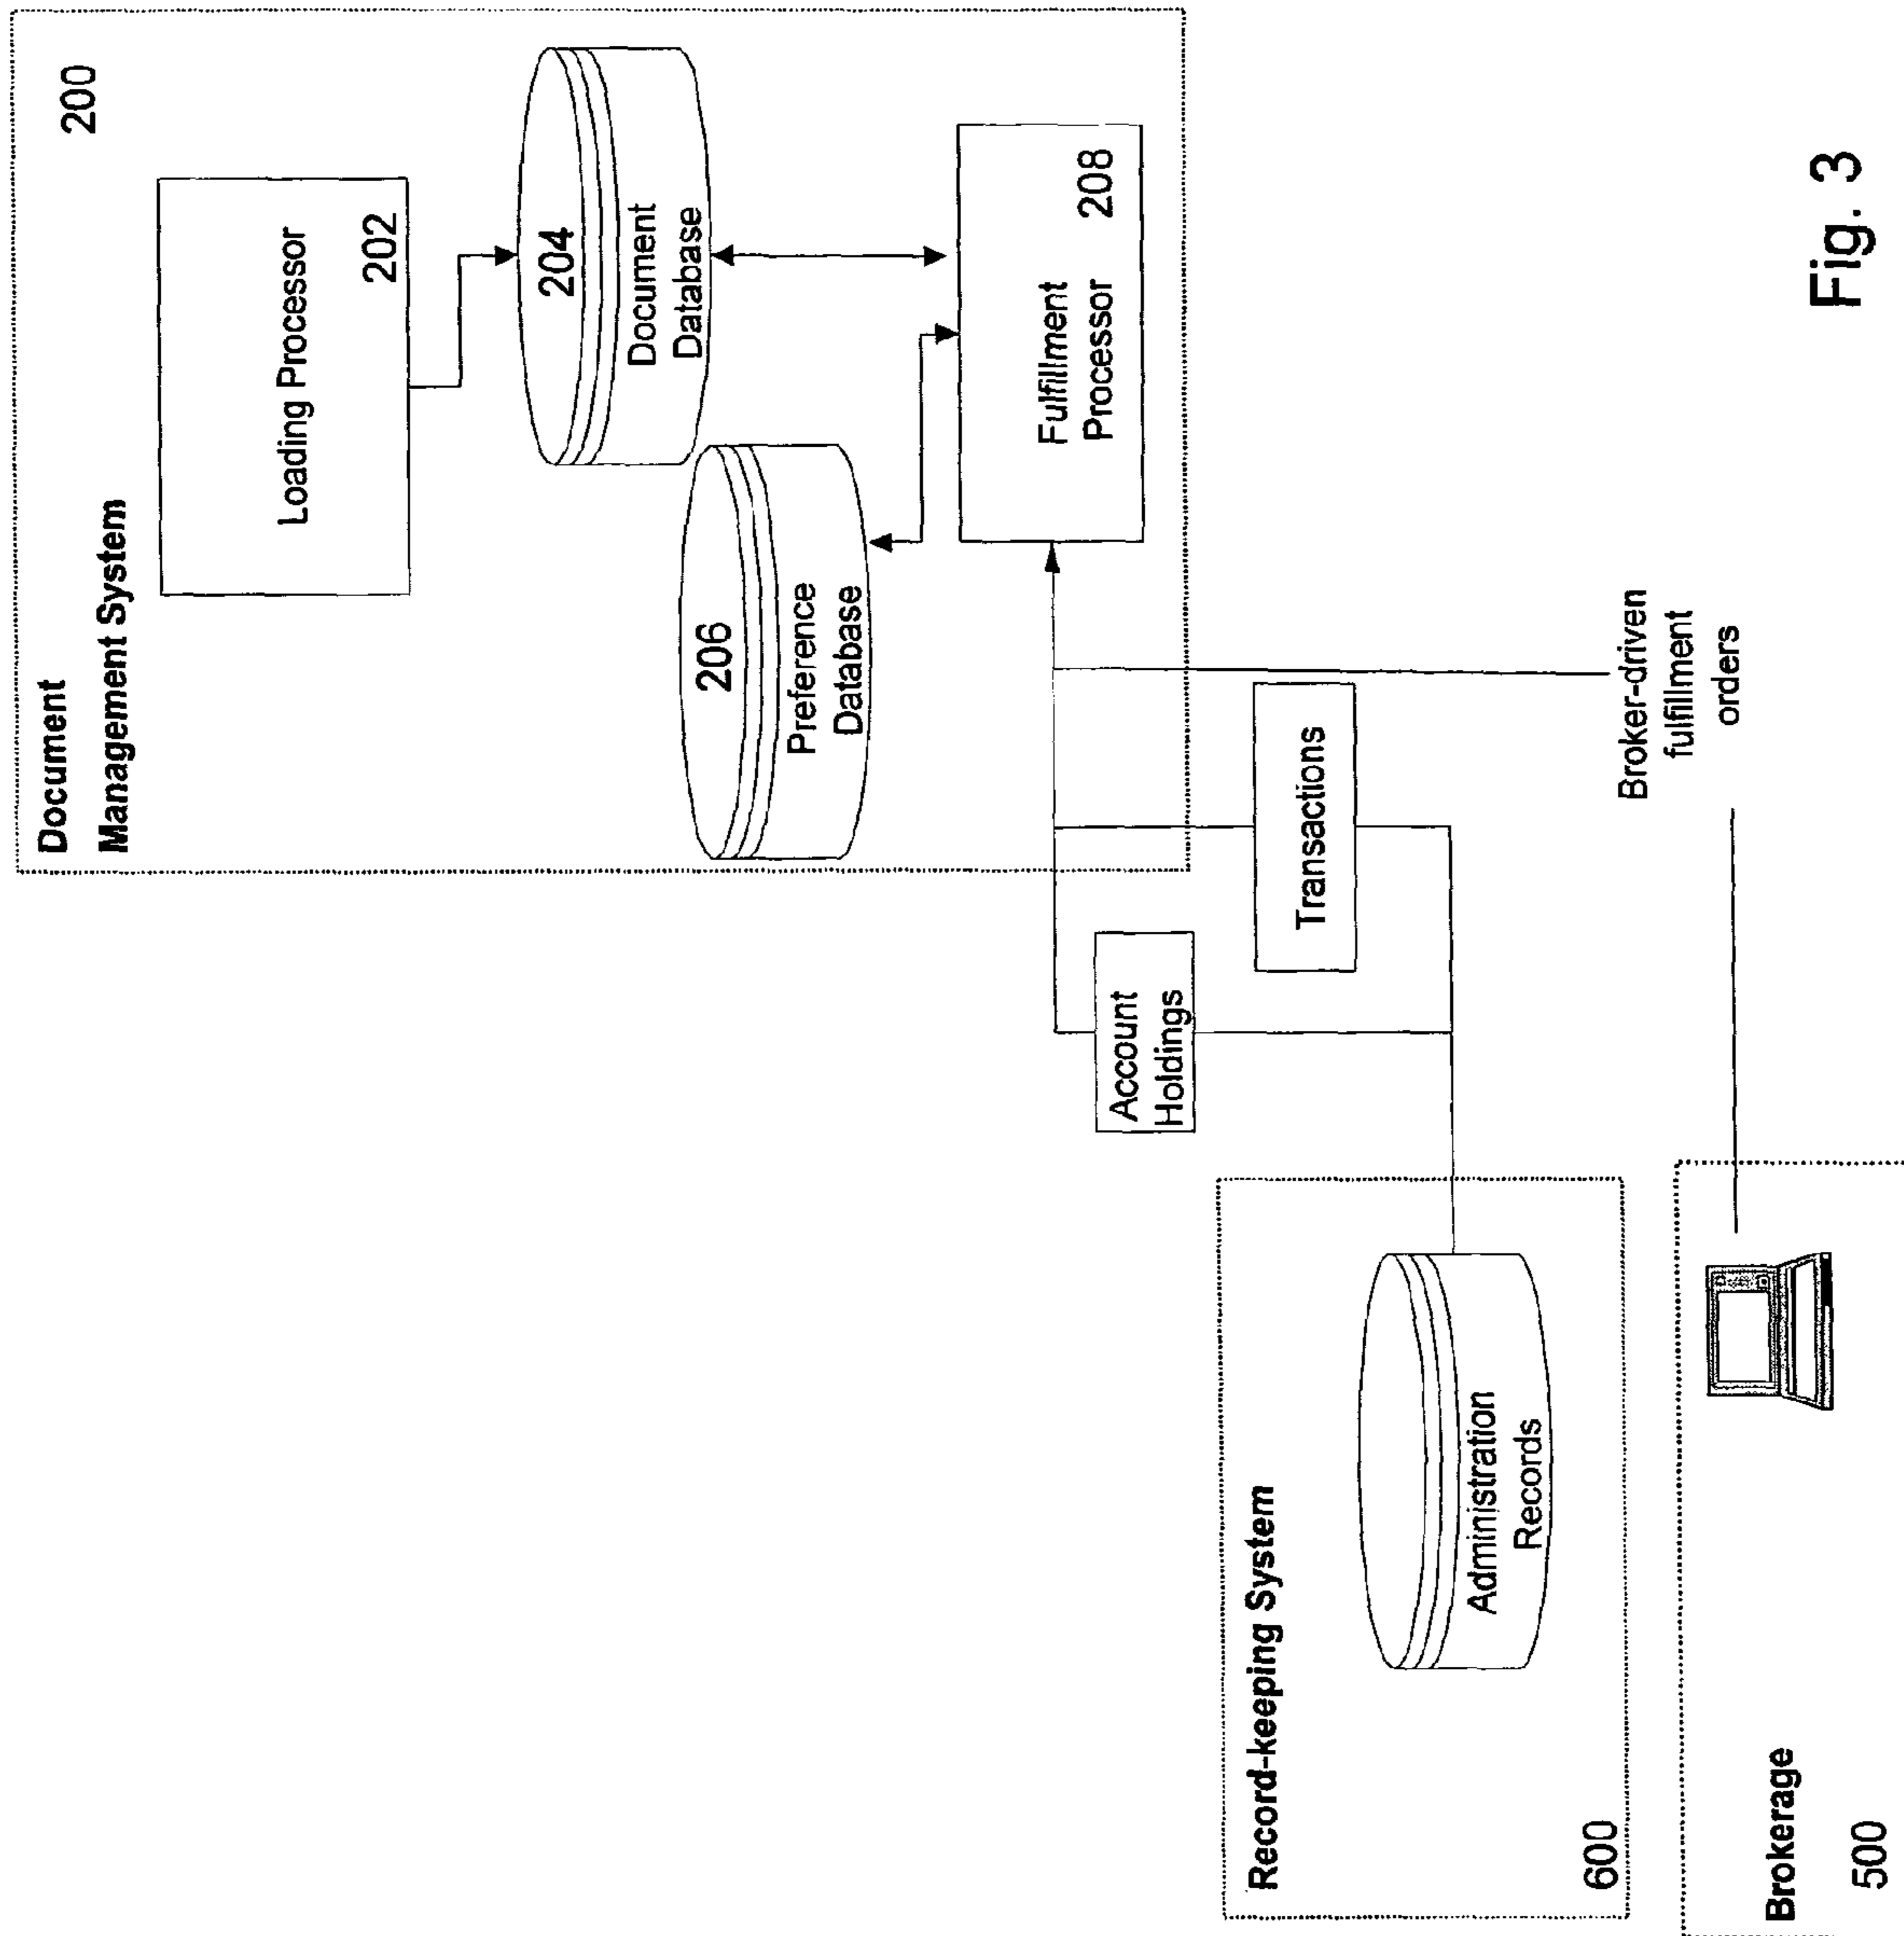 Document
Management System
200
Loading Processor
202
204
Document
Database
206
Preference
Database
Fulfillment
Processor
208
Account
Holdings
Transactions
Broker-driven
fulfillment
orders
Record-keeping System
Administration
Records
600
Brokerage
500
Fig. 3